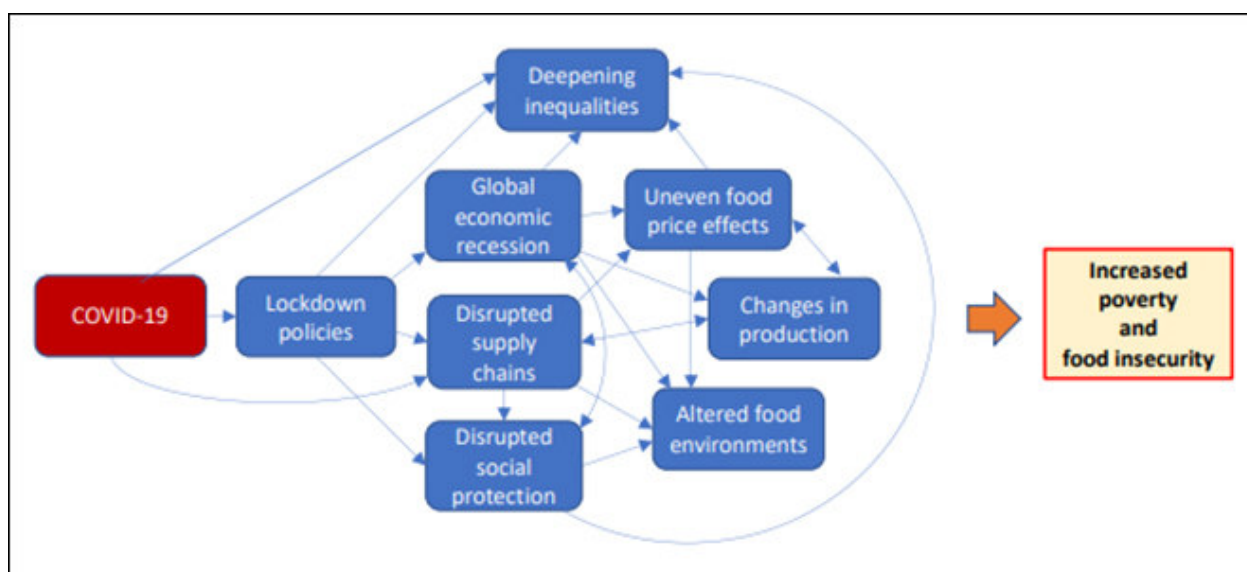 Deepening
inequalities
Global
economic
recession
Uneven food
price effects
COVID-19
Lockdown
policies
Disrupted
supply
chains
Changes in
production
Increased
poverty
and
food insecurity
Disrupted
social
protection
Altered food
environments